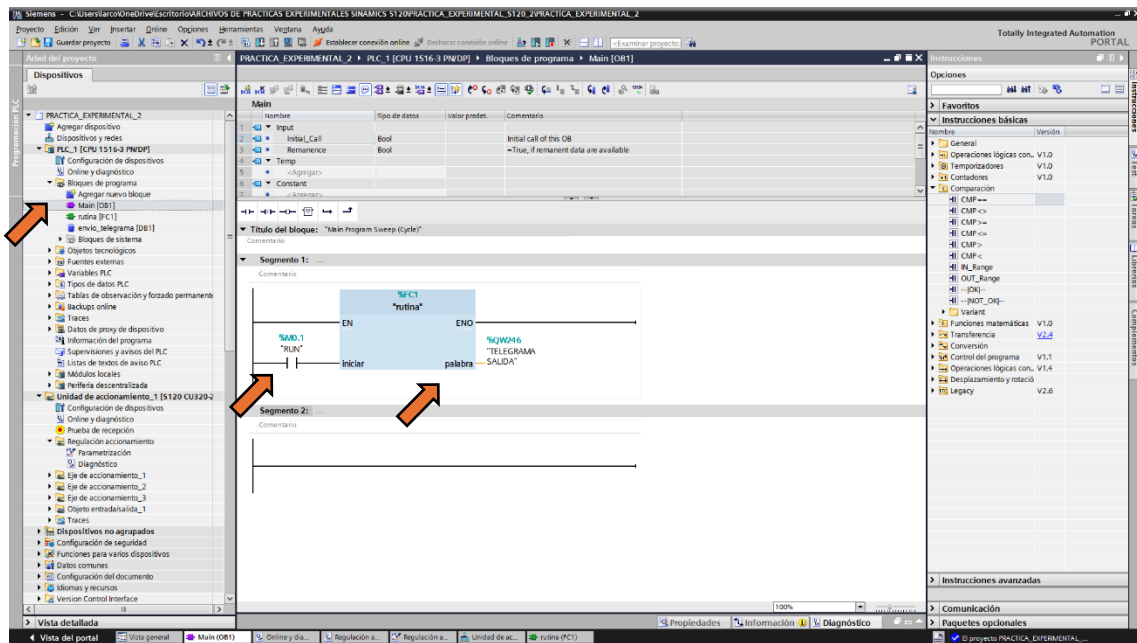 Siemens - C:\Users\larco\OneDrive\Escritorio\ARCHIVOS DE PRACTICAS EXPERIMENTALES SINAMICS S120\PRACTICA_EXPERIMENTAL_S120_2\PRACTICA_EXPERIMENTAL_2
Proyecto Edición Ver Insertar Online Opciones Herramientas Ventana Ayuda
Guardar proyecto Establecer conexión online Deshacer conexión online <Examinar proyecto>
Totally Integrated Automation
PORTAL
Árbol del proyecto
Dispositivos
Programación PLC
PRACTICA_EXPERIMENTAL_2
Agregar dispositivo
Dispositivos y redes
PLC_1 [CPU 1516-3 PN/DP]
Configuración de dispositivos
Online y diagnóstico
Bloques de programa
Agregar nuevo bloque
Main [OB1]
rutina [FC1]
envio_telegrama [DB1]
Bloques de sistema
Objetos tecnológicos
Fuentes externas
Variables PLC
Tipos de datos PLC
Tablas de observación y forzado permanente
Backups online
Traces
Datos de proxy de dispositivo
Información del programa
Supervisiones y avisos del PLC
Listas de textos de aviso PLC
Módulos locales
Periferia descentralizada
Unidad de accionamiento_1 [S120 CU320-2
Configuración de dispositivos
Online y diagnóstico
Prueba de recepción
Regulación accionamiento
Parametrización
Diagnóstico
Eje de accionamiento_1
Eje de accionamiento_2
Eje de accionamiento_3
Objeto entrada/salida_1
Traces
Dispositivos no agrupados
Configuración de seguridad
Funciones para varios dispositivos
Datos comunes
Configuración del documento
Idiomas y recursos
Version Control Interface
Vista detallada
PRACTICA_EXPERIMENTAL_2 PLC_1 [CPU 1516-3 PN/DP] Bloques de programa Main [OB1]
Main
Nombre Tipo de datos Valor predet. Comentario
1 Input
2 Initial_Call Bool Initial call of this OB
3 Remanence Bool =True, if remanent data are available
4 Temp
5 <Agregar>
6 Constant
7 <Agregar>
Título del bloque: "Main Program Sweep (Cycle)"
Comentario
Segmento 1: ....
Comentario
%FC1
"rutina"
EN ENO
%M0.1
"RUN"
iniciar
%QW246
"TELEGRAMA
SALIDA"
palabra
Segmento 2: ....
Comentario
100%
Propiedades Información Diagnóstico
Instrucciones
Opciones
Favoritos
Instrucciones básicas
Nombre Versión
General
Operaciones lógicas con.. V1.0
Temporizadores V1.0
Contadores V1.0
Comparación
CMP ==
CMP <>
CMP >=
CMP <=
CMP >
CMP <
IN_Range
OUT_Range
--|OK|--
--|NOT_OK|--
Variant
Funciones matemáticas V1.0
Transferencia V2.4
Conversión
Control del programa V1.1
Operaciones lógicas con.. V1.4
Desplazamiento y rotació
Legacy V2.6
Instrucciones avanzadas
Comunicación
Paquetes opcionales
Instrucciones
Test
Tareas
Librerías
Complementos
Vista del portal Vista general Main (OB1) Online y dia... Regulación a... Regulación a... Unidad de ac... rutina (FC1) El proyecto PRACTICA_EXPERIMENTAL_...